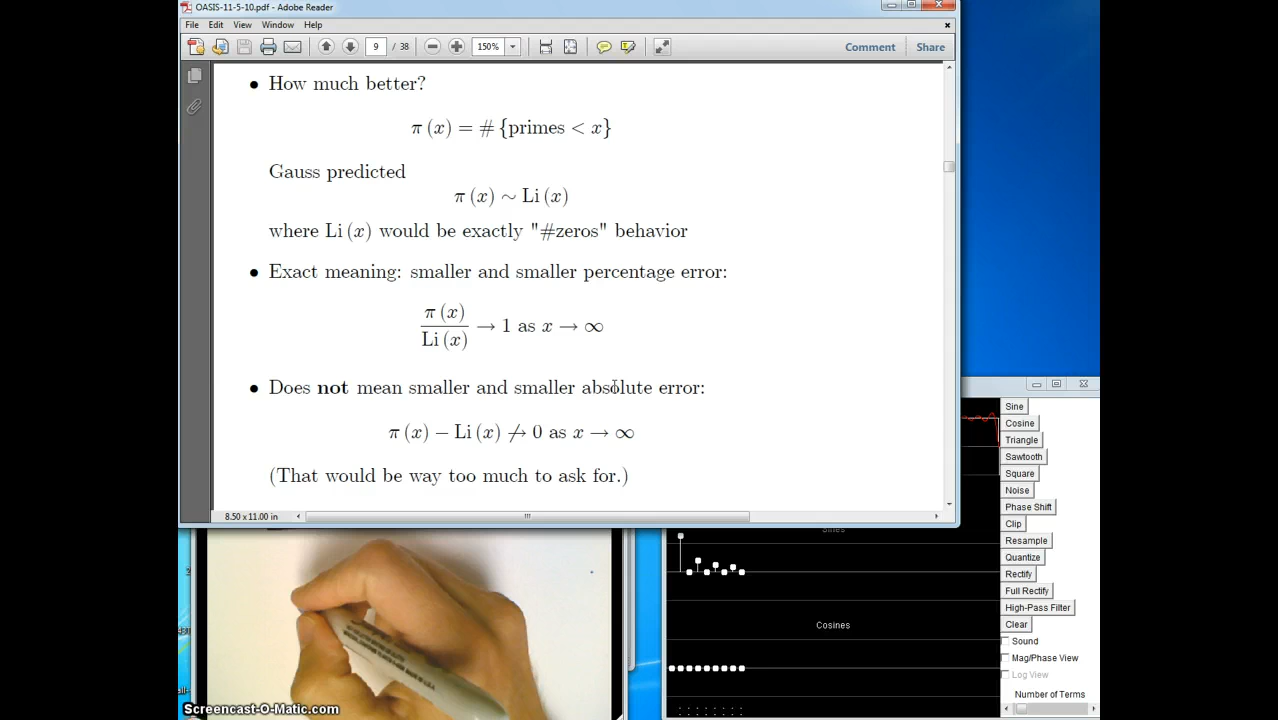 OASIS-11-5-10.pdf - Adobe Reader
File Edit View Window Help
9 / 38 150% Comment Share
• How much better?
π (x) = # {primes < x}
Gauss predicted
π (x) ∼ Li (x)
where Li (x) would be exactly "#zeros" behavior
• Exact meaning: smaller and smaller percentage error:
π (x)
Li (x)
→ 1 as x → ∞
• Does not mean smaller and smaller absolute error:
π (x) − Li (x) ↛ 0 as x → ∞
(That would be way too much to ask for.)
8.50 x 11.00 in
Sine
Cosine
Triangle
Sawtooth
Square
Noise
Phase Shift
Clip
Resample
Quantize
Rectify
Full Rectify
High-Pass Filter
Clear
Sound
Mag/Phase View
Log View
Number of Terms
Sines
Cosines
Screencast-O-Matic.com